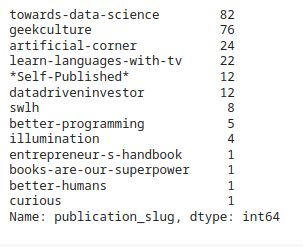 towards-data-science 82
geekculture 76
artificial-corner 24
learn-languages-with-tv 22
*Self-Published* 12
datadriveninvestor 12
swlh 8
better-programming 5
illumination 4
entrepreneur-s-handbook 1
books-are-our-superpower 1
better-humans 1
curious 1
Name: publication_slug, dtype: int64